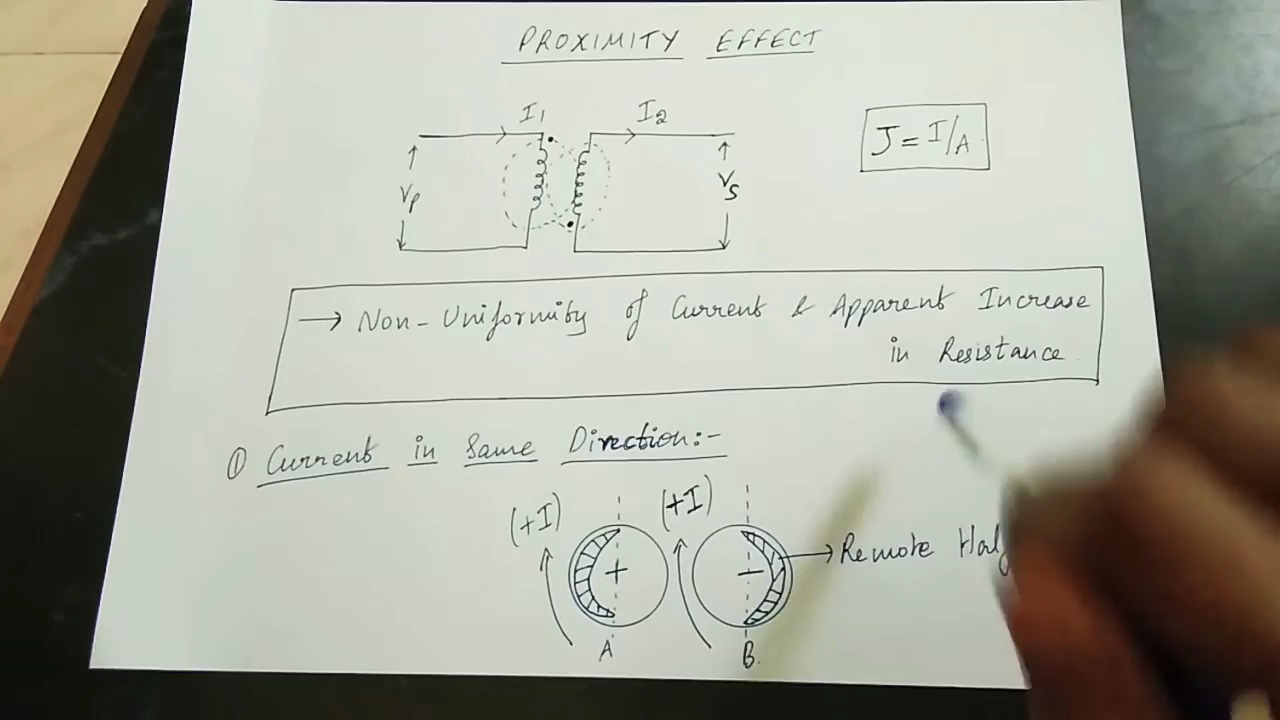 PROXIMITY EFFECT
I1 I2
J = I/A
VP VS
→ Non-Uniformity of Current & Apparent Increase
in Resistance.
① Current in Same Direction:-
(+I) (+I)
+ − → Remote
A B.